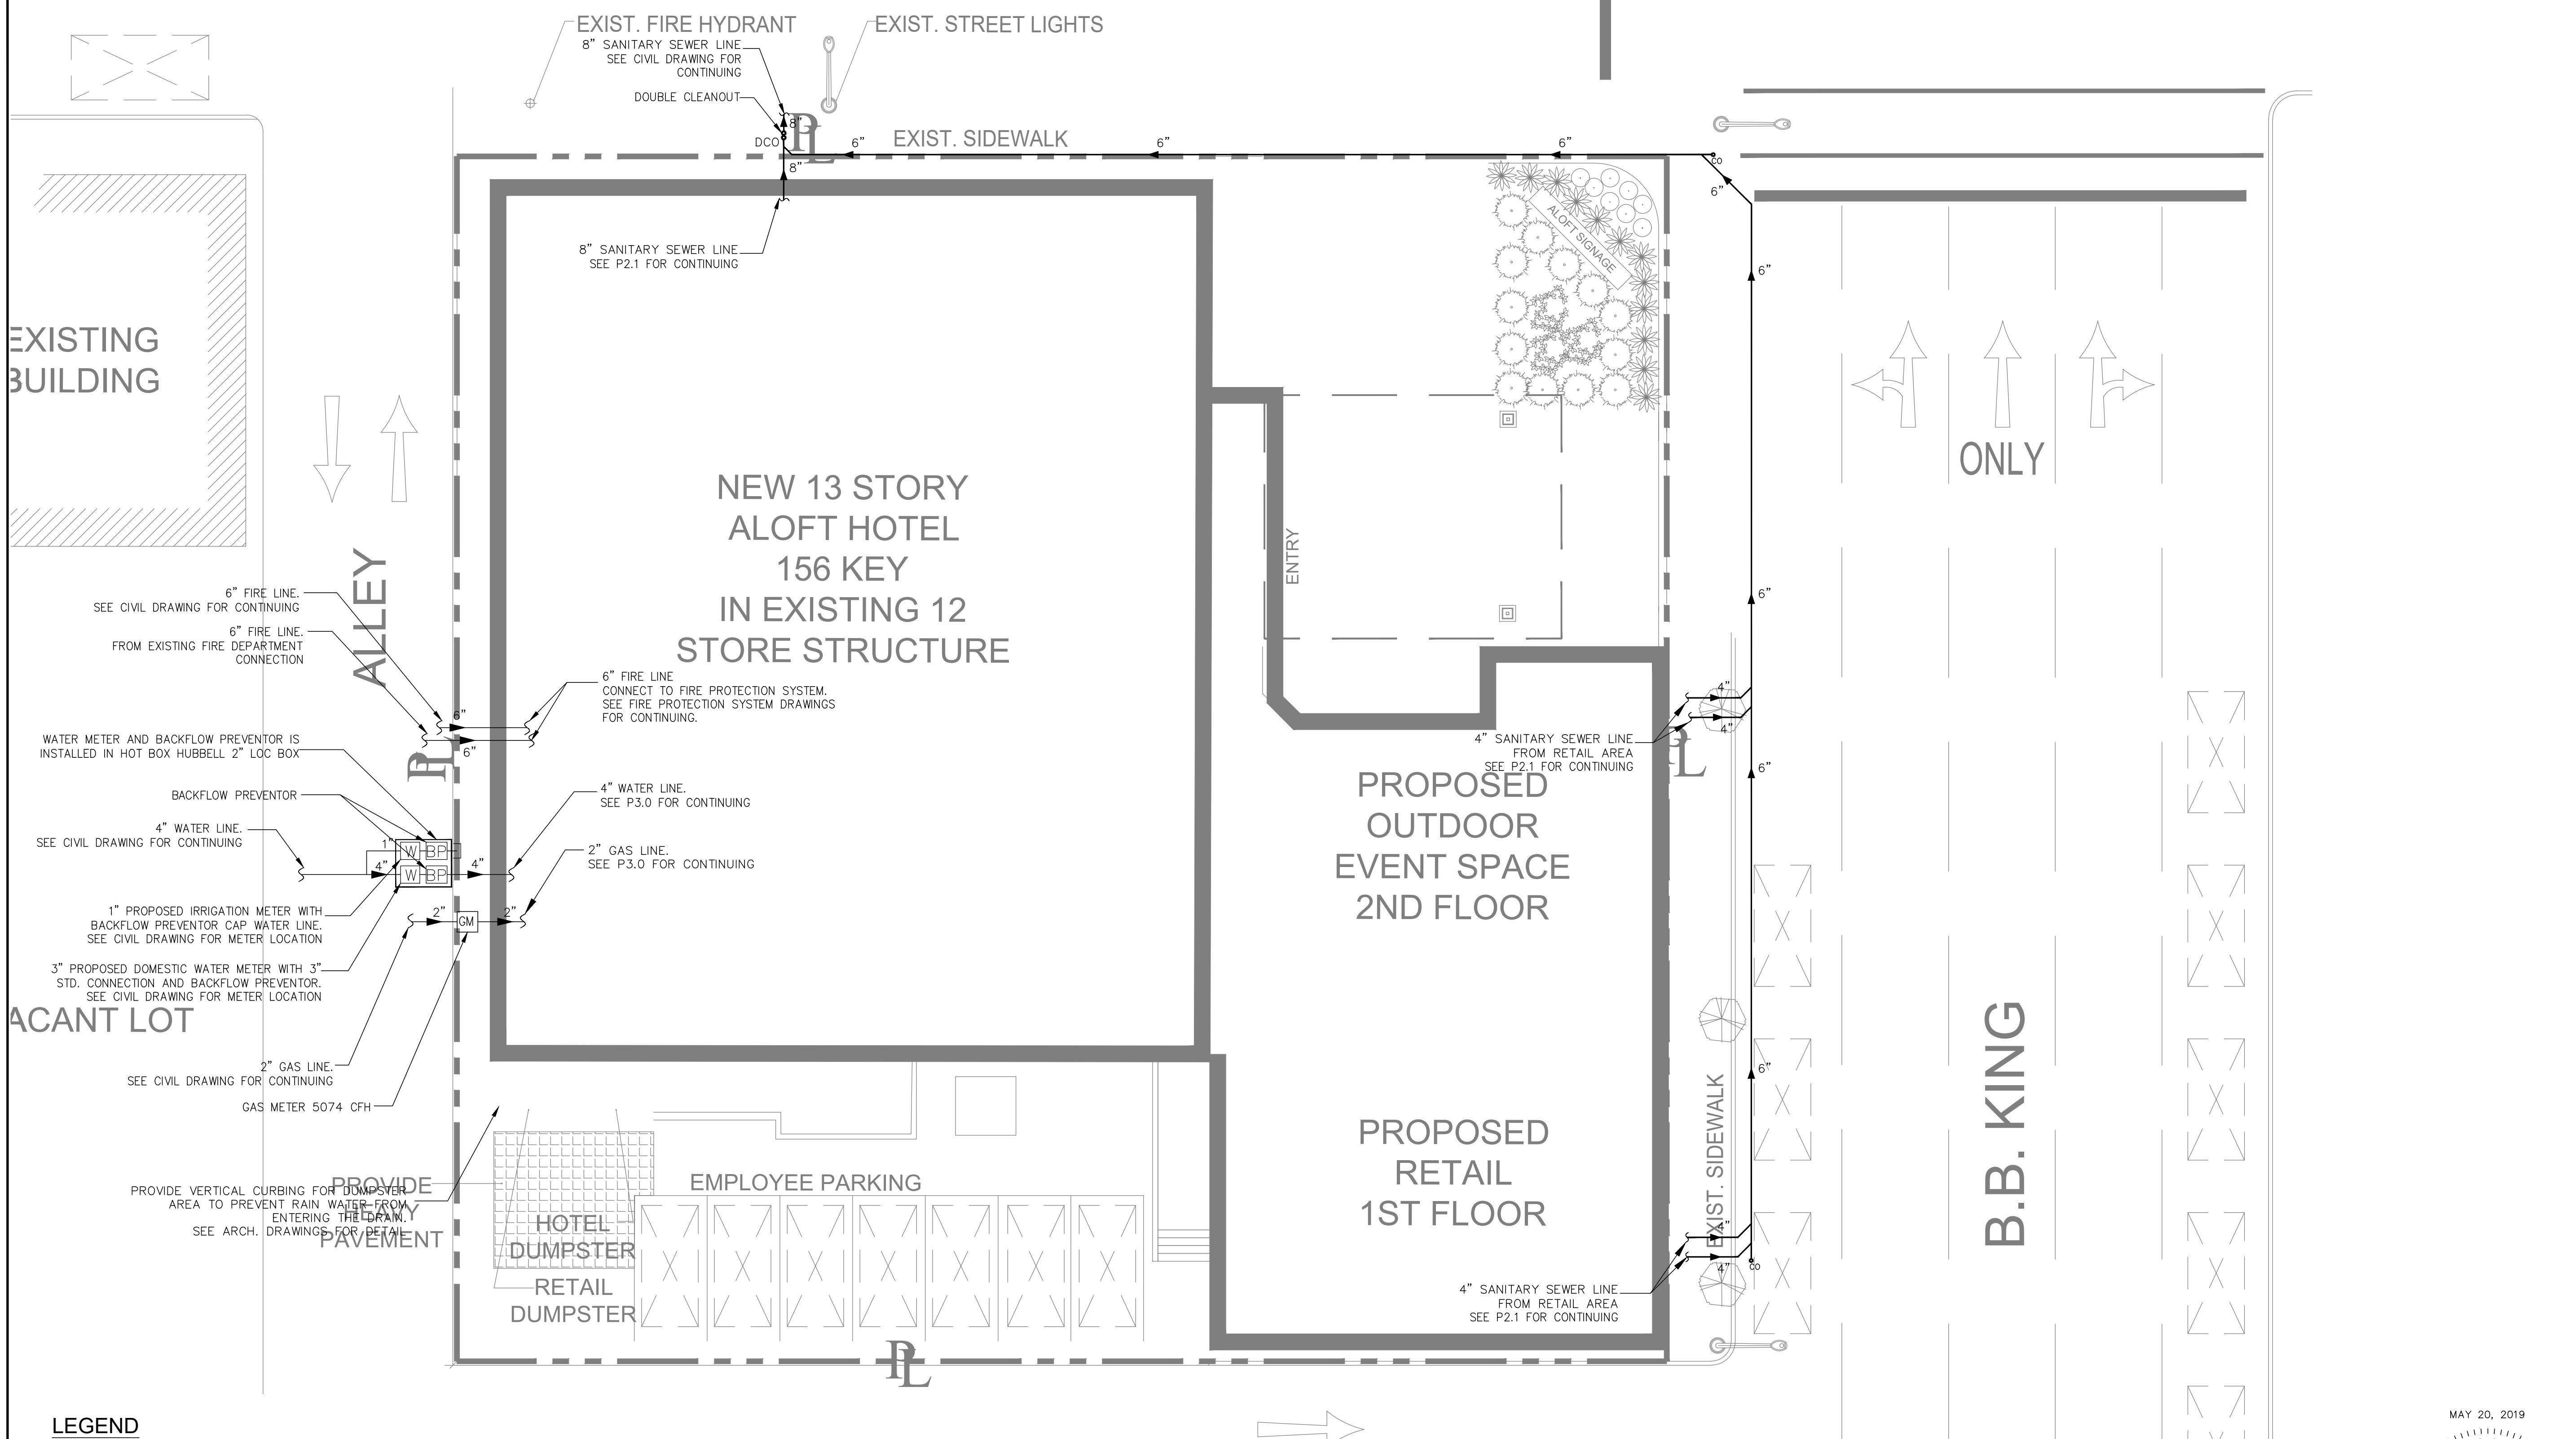 EXIST. FIRE HYDRANT
EXIST. STREET LIGHTS
8” SANITARY SEWER LINE
SEE CIVIL DRAWING FOR
CONTINUING
DOUBLE CLEANOUT
8”
PL
DCO
EXIST. SIDEWALK
6”
6”
6”
CO
8”
6”
8” SANITARY SEWER LINE
SEE P2.1 FOR CONTINUING
ALOFT SIGNAGE
6”
EXISTING
BUILDING
ONLY
NEW 13 STORY
ALOFT HOTEL
156 KEY
IN EXISTING 12
STORE STRUCTURE
ENTRY
ALLEY
6” FIRE LINE.
SEE CIVIL DRAWING FOR CONTINUING
6”
6” FIRE LINE.
FROM EXISTING FIRE DEPARTMENT
CONNECTION
6” FIRE LINE
CONNECT TO FIRE PROTECTION SYSTEM.
SEE FIRE PROTECTION SYSTEM DRAWINGS
FOR CONTINUING.
6”
6”
PL
4”
4”
4” SANITARY SEWER LINE
FROM RETAIL AREA
SEE P2.1 FOR CONTINUING
PL
6”
WATER METER AND BACKFLOW PREVENTOR IS
INSTALLED IN HOT BOX HUBBELL 2” LOC BOX
BACKFLOW PREVENTOR
4” WATER LINE.
SEE CIVIL DRAWING FOR CONTINUING
1”
W
BP
4”
W
BP
4”
4” WATER LINE.
SEE P3.0 FOR CONTINUING
2” GAS LINE.
SEE P3.0 FOR CONTINUING
PROPOSED
OUTDOOR
EVENT SPACE
2ND FLOOR
2”
GM
2”
1” PROPOSED IRRIGATION METER WITH
BACKFLOW PREVENTOR CAP WATER LINE.
SEE CIVIL DRAWING FOR METER LOCATION
3” PROPOSED DOMESTIC WATER METER WITH 3”
STD. CONNECTION AND BACKFLOW PREVENTOR.
SEE CIVIL DRAWING FOR METER LOCATION
ACANT LOT
2” GAS LINE.
SEE CIVIL DRAWING FOR CONTINUING
GAS METER 5074 CFH
6”
PROPOSED
RETAIL
1ST FLOOR
EXIST. SIDEWALK
B.B. KING
PROVIDE VERTICAL CURBING FOR DUMPSTER
AREA TO PREVENT RAIN WATER FROM
ENTERING THE DRAIN.
SEE ARCH. DRAWINGS FOR DETAIL
PROVIDE
HEAVY
PAVEMENT
EMPLOYEE PARKING
HOTEL
DUMPSTER
RETAIL
DUMPSTER
4”
4”
CO
4” SANITARY SEWER LINE
FROM RETAIL AREA
SEE P2.1 FOR CONTINUING
PL
LEGEND
MAY 20, 2019